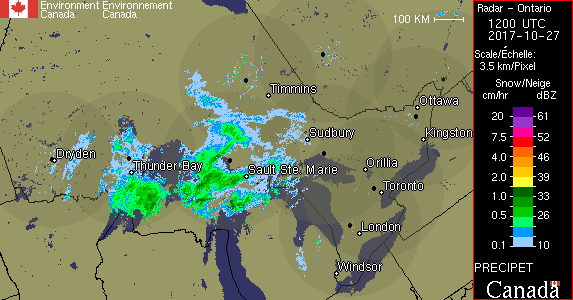 Environment Environnement
Canada Canada
100 KM
Timmins
Ottawa
Sudbury
Kingston
Dryden
Thunder Bay
Sault Ste. Marie
Orillia
Toronto
London
Windsor
Radar - Ontario
1200 UTC
2017-10-27
Scale/Échelle:
3.5 km/Pixel
Snow/Neige
cm/hr dBZ
20 61
7.5 52
4.0 46
2.0 39
1.0 33
0.5 26
0.1 10
PRECIPET
Canada